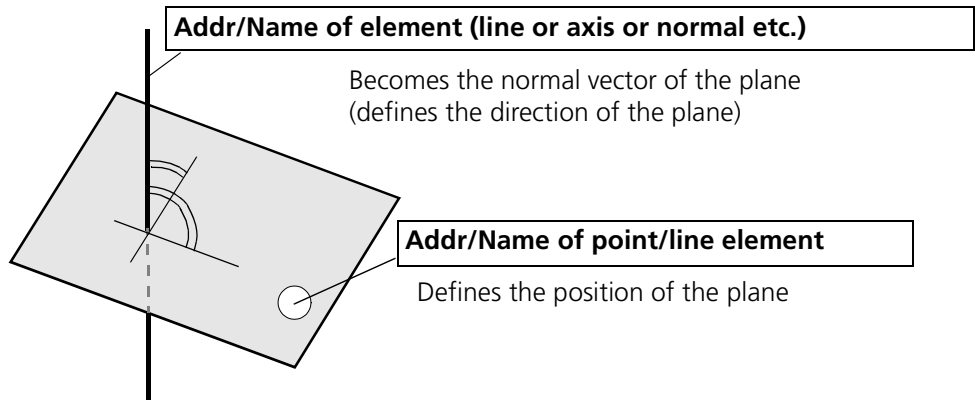 Addr/Name of element (line or axis or normal etc.)
Becomes the normal vector of the plane
(defines the direction of the plane)
Addr/Name of point/line element
Defines the position of the plane